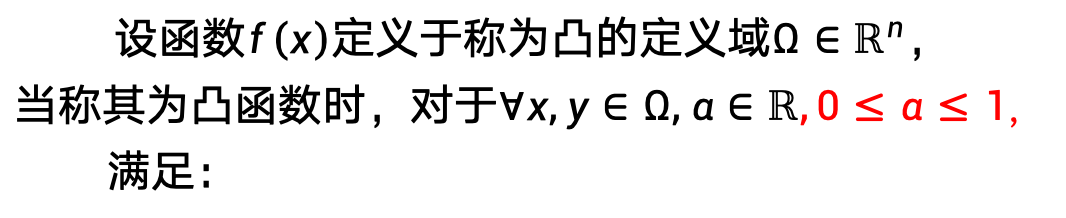 设函数f (x)定义于称为凸的定义域Ω ∈ ℝⁿ,
当称其为凸函数时，对于∀x, y ∈ Ω, a ∈ ℝ, 0 ≤ a ≤ 1,
满足: